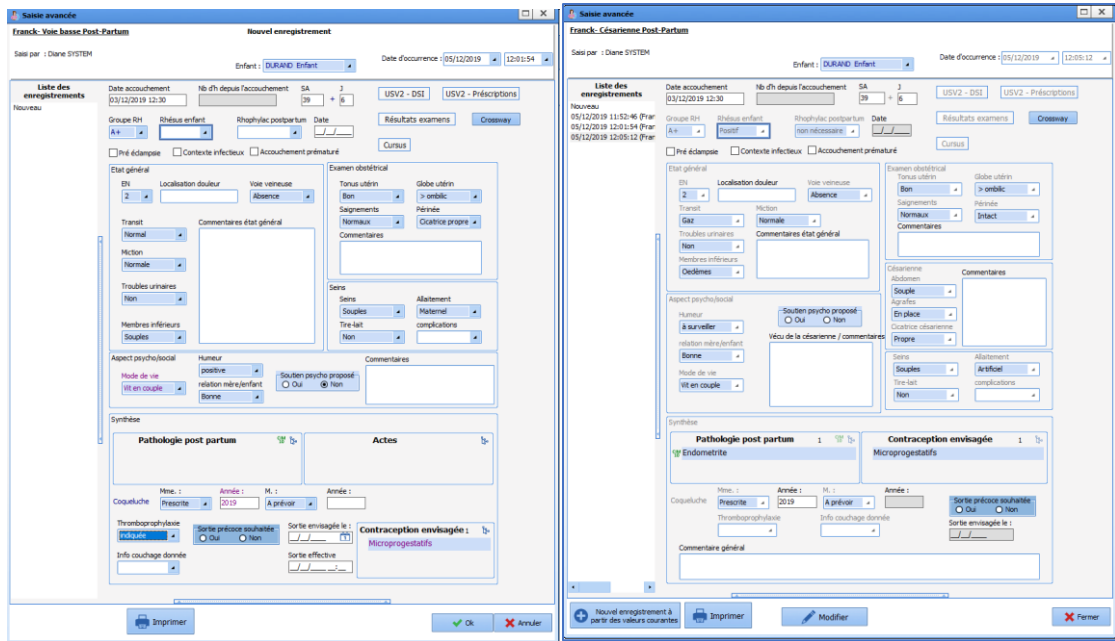 Saisie avancée
Franck- Voie basse Post-Partum
Nouvel enregistrement
Saisi par : Diane SYSTEM
Enfant : DURAND Enfant
Date d'occurrence : 05/12/2019 12:01:54
Liste des enregistrements
Nouveau
Date accouchement Nb d'h depuis l'accouchement SA J
03/12/2019 12:30 39 + 6
USV2 - DSI USV2 - Préscriptions
Groupe RH Rhésus enfant Rhophylac postpartum Date
A+ _/_/___
Résultats examens Crossway
Cursus
Pré éclampsie Contexte infectieux Accouchement prématuré
Etat général
EN Localisation douleur Voie veineuse
2 Absence
Transit Commentaires état général
Normal
Miction
Normale
Troubles urinaires
Non
Membres inférieurs
Souples
Examen obstétrical
Tonus utérin Globe utérin
Bon > ombilic
Saignements Périnée
Normaux Cicatrice propre
Commentaires
Seins
Seins Allaitement
Souples Maternel
Tire-lait complications
Non
Aspect psycho/social Humeur Commentaires
positive
Mode de vie relation mère/enfant Soutien psycho proposé
Vit en couple Bonne Oui Non
Synthèse
Pathologie post partum Actes
Mme. : Année : M. : Année :
Coqueluche Prescrite 2019 A prévoir
Thromboprophylaxie Sortie précoce souhaitée Sortie envisagée le : Contraception envisagée 1
indiquée Oui Non _/_/___ Microprogestatifs
Info couchage donnée Sortie effective
_/_/___ __:__
Imprimer Ok Annuler
Saisie avancée
Franck- Césarienne Post-Partum
Saisi par : Diane SYSTEM
Enfant : DURAND Enfant
Date d'occurrence : 05/12/2019 12:05:12
Liste des enregistrements
Nouveau
05/12/2019 11:52:46 (Fran
05/12/2019 12:01:54 (Fran
05/12/2019 12:05:12 (Fran
Date accouchement Nb d'h depuis l'accouchement SA J
03/12/2019 12:30 39 + 6
USV2 - DSI USV2 - Préscriptions
Groupe RH Rhésus enfant Rhophylac postpartum Date
A+ Positif non nécessaire _/_/___
Résultats examens Crossway
Cursus
Pré éclampsie Contexte infectieux Accouchement prématuré
Etat général
EN Localisation douleur Voie veineuse
2 Absence
Transit Miction
Gaz Normale
Troubles urinaires Commentaires état général
Non
Membres inférieurs
Oedèmes
Examen obstétrical
Tonus utérin Globe utérin
Bon > ombilic
Saignements Périnée
Normaux Intact
Commentaires
Césarienne
Abdomen Commentaires
Souple
Agrafes
En place
Cicatrice césarienne
Propre
Aspect psycho/social
Humeur Soutien psycho proposé
à surveiller Oui Non
relation mère/enfant Vécu de la césarienne / commentaires
Bonne
Mode de vie
Vit en couple
Seins Allaitement
Souples Artificiel
Tire-lait complications
Non
Synthèse
Pathologie post partum 1 Contraception envisagée 1
Endometrite Microprogestatifs
Mme. : Année : M. : Année :
Coqueluche Prescrite 2019 A prévoir
Sortie précoce souhaitée
Oui Non
Thromboprophylaxie Info couchage donnée Sortie envisagée le :
_/_/___
Commentaire général
Nouvel enregistrement à partir des valeurs courantes
Imprimer Modifier Fermer